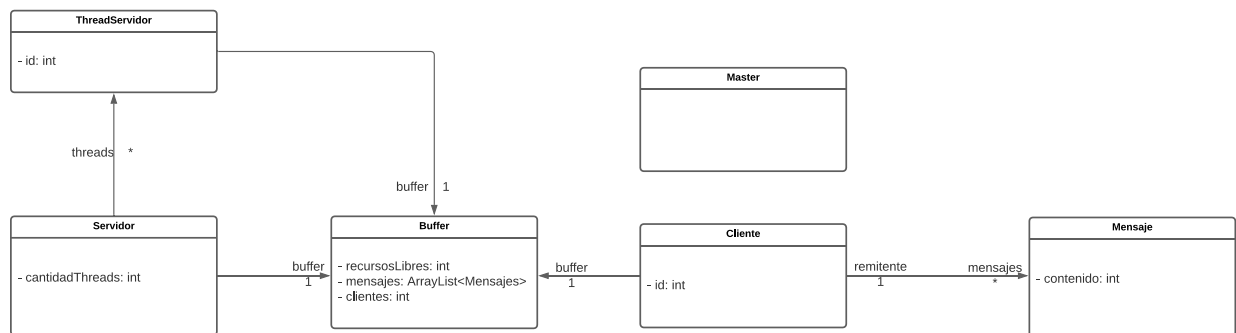 ThreadServidor
- id: int
Master
threads *
buffer 1
Servidor
- cantidadThreads: int
buffer
1
Buffer
- recursosLibres: int
- mensajes: ArrayList<Mensajes>
- clientes: int
buffer
1
Cliente
- id: int
remitente
1
mensajes
*
Mensaje
- contenido: int